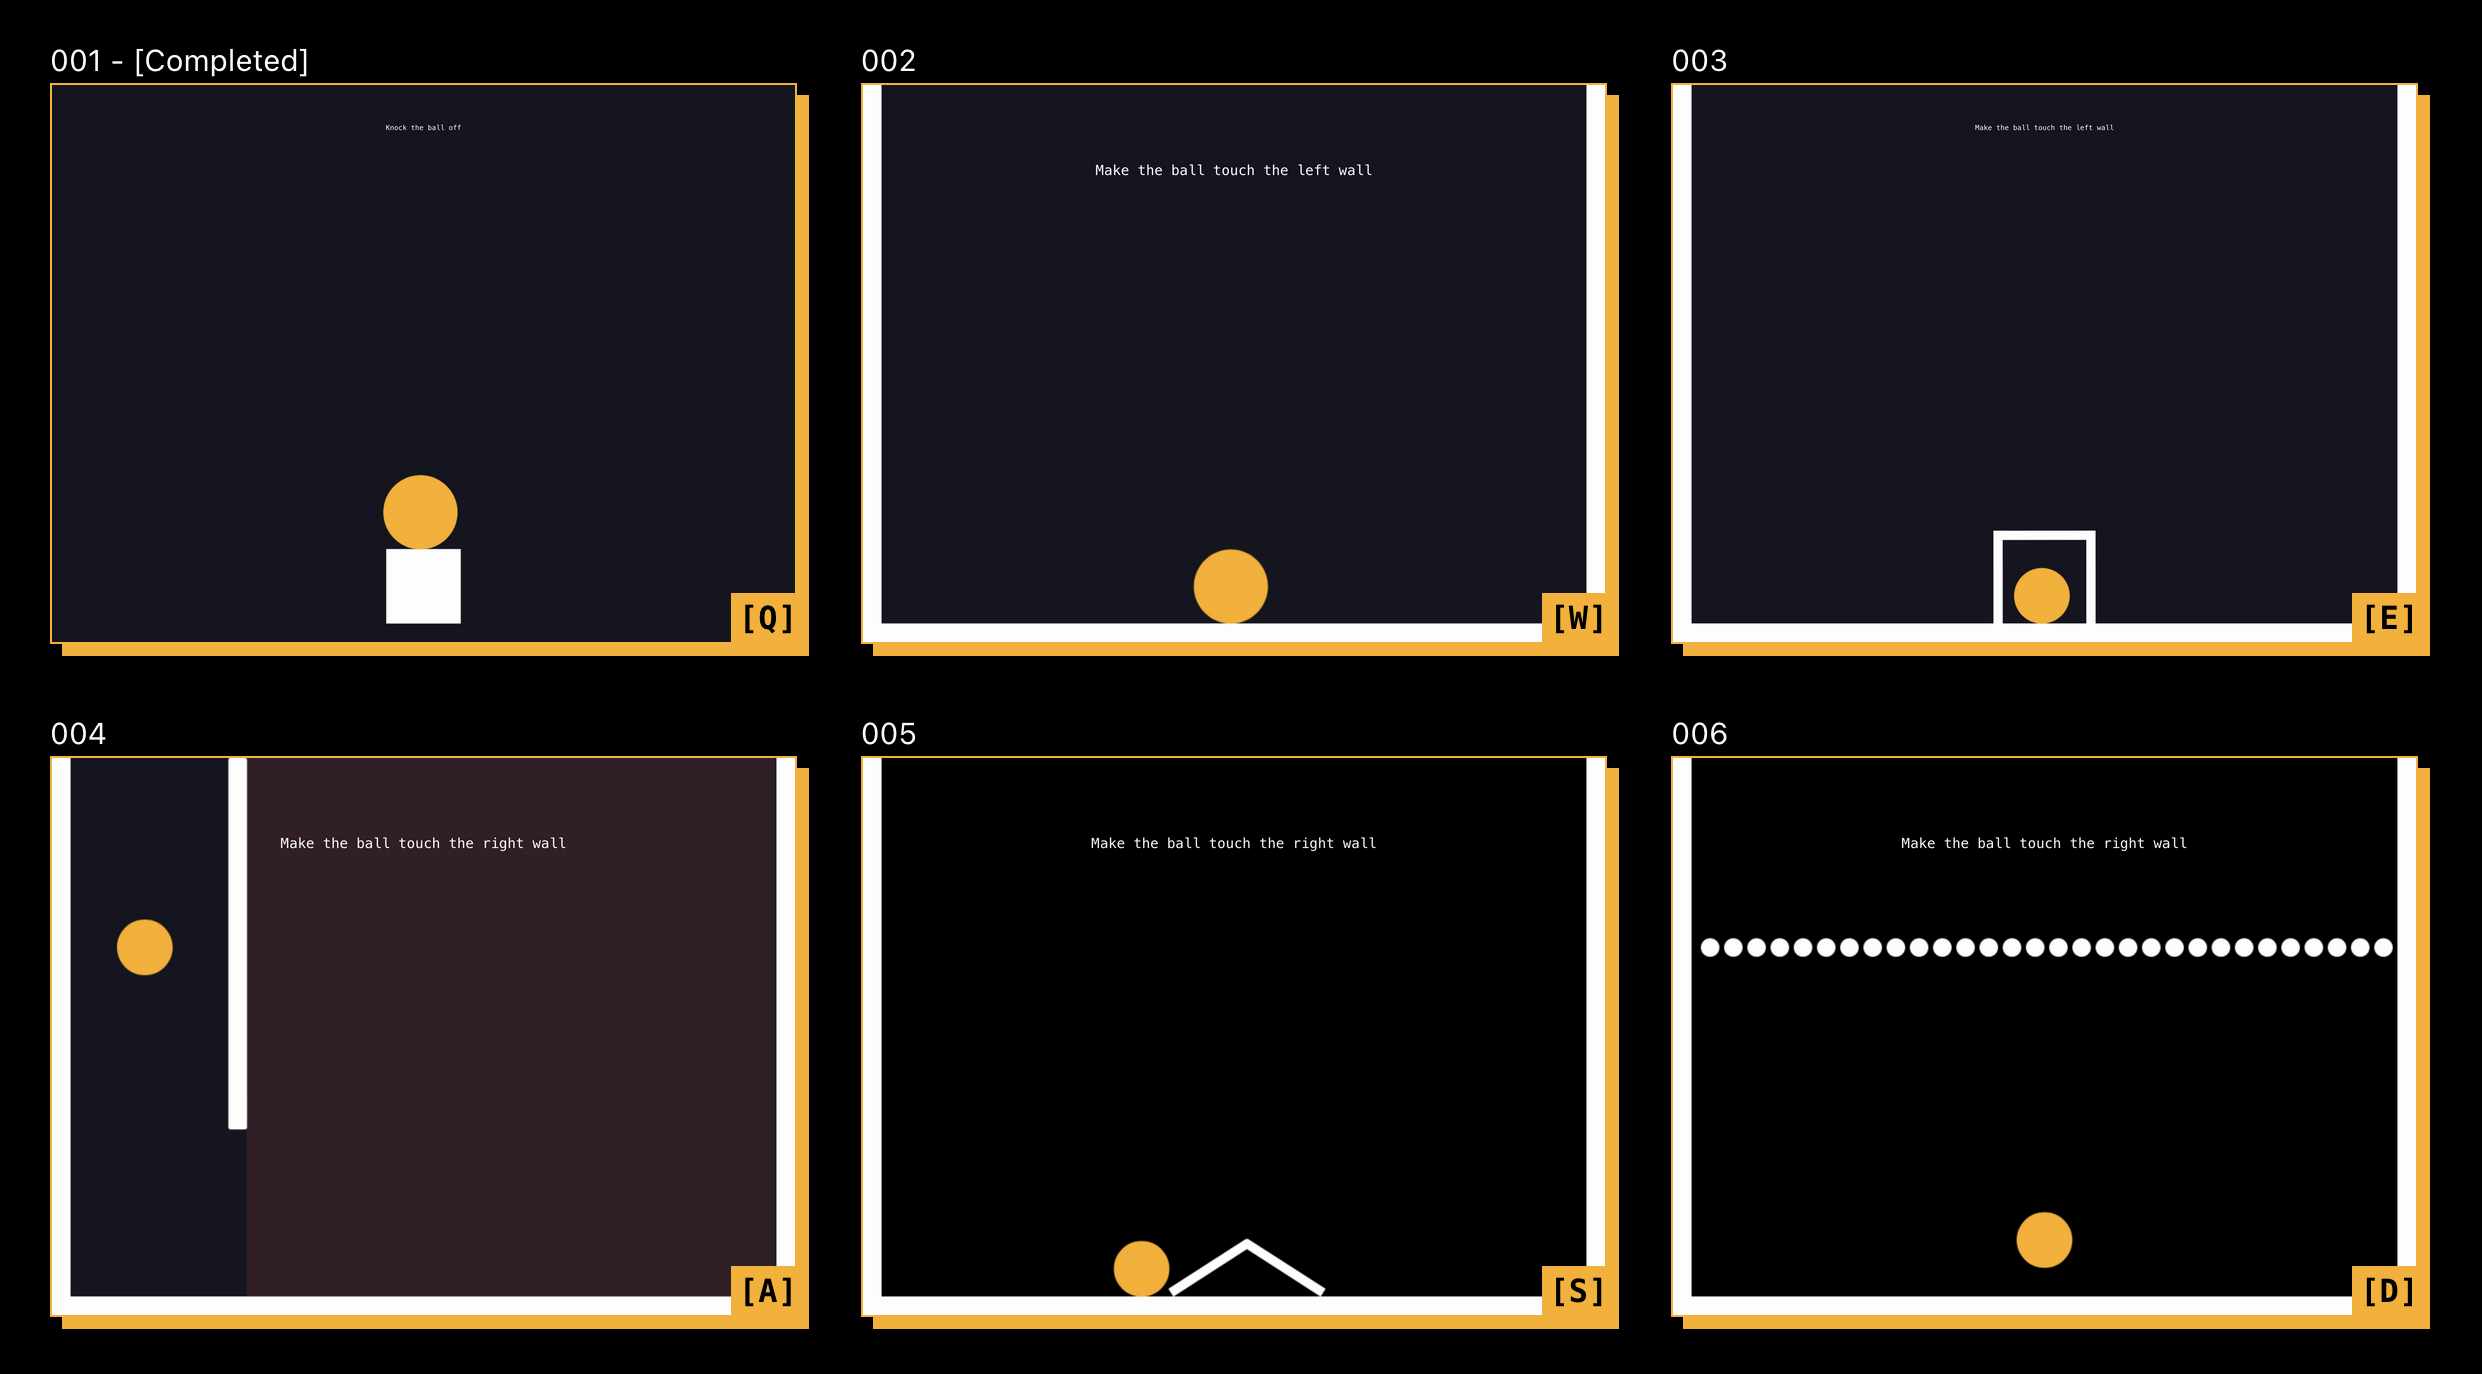 001 - [Completed]
Knock the ball off
[Q]
002
Make the ball touch the left wall
[W]
003
Make the ball touch the left wall
[E]
004
Make the ball touch the right wall
[A]
005
Make the ball touch the right wall
[S]
006
Make the ball touch the right wall
[D]